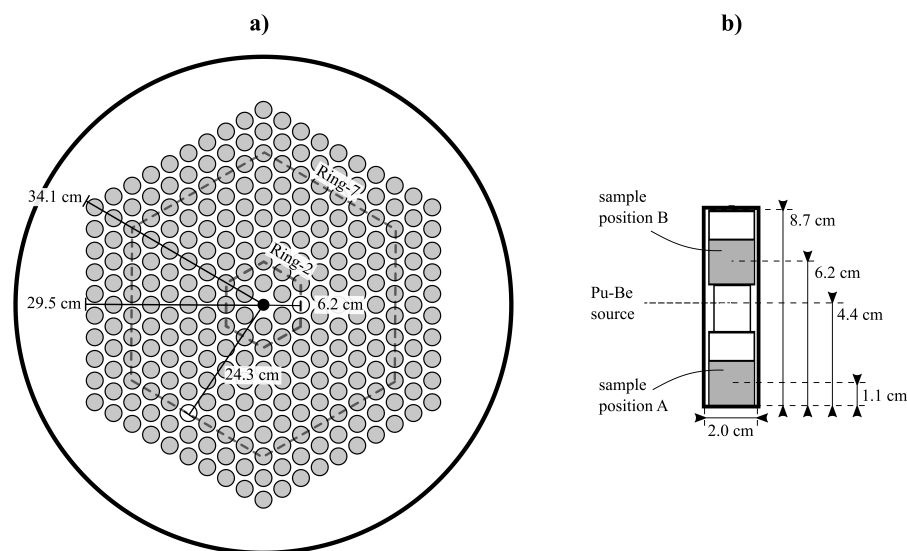 a)
b)
Ring-7
34.1 cm
Ring-2
29.5 cm
6.2 cm
24.3 cm
sample
position B
8.7 cm
6.2 cm
Pu-Be
source
4.4 cm
sample
position A
1.1 cm
2.0 cm